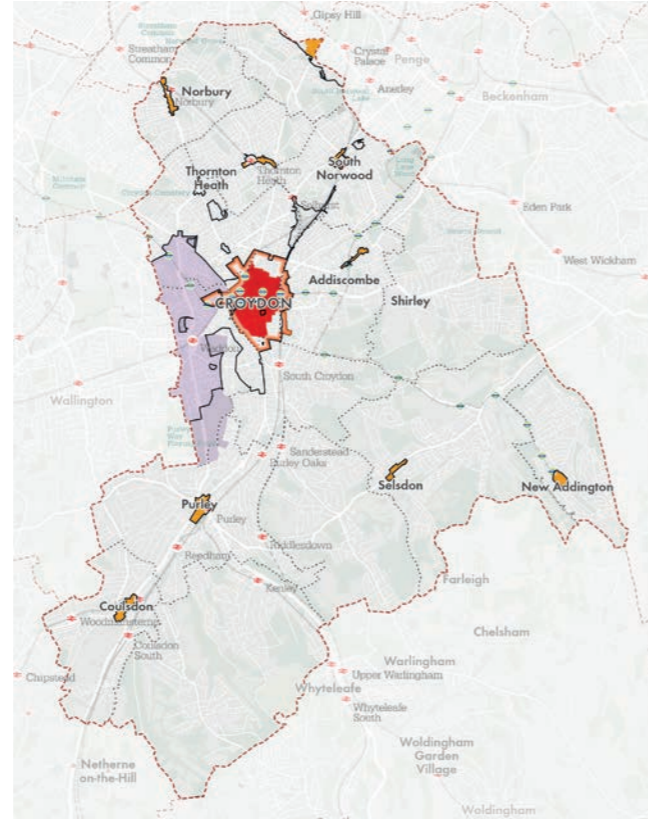 Gipsy Hill
Streatham
Common
Crystal
Palace
Penge
Norbury
Norbury
Anerley
Beckenham
Thornton
Heath
Thornton
Heath
South
Norwood
Selhurst
Eden Park
West Wickham
Addiscombe
Shirley
CROYDON
Waddon
Wallington
South Croydon
Sanderstead
Purley Oaks
Selsdon
New Addington
Purley
Purley
Reedham
Riddlesdown
Kenley
Farleigh
Coulsdon
Woodmansterne
Coulsdon
South
Chelsham
Chipstead
Warlingham
Upper Warlingham
Whyteleafe
Whyteleafe
South
Woldingham
Garden
Village
Netherne
on-the-Hill
Woldingham